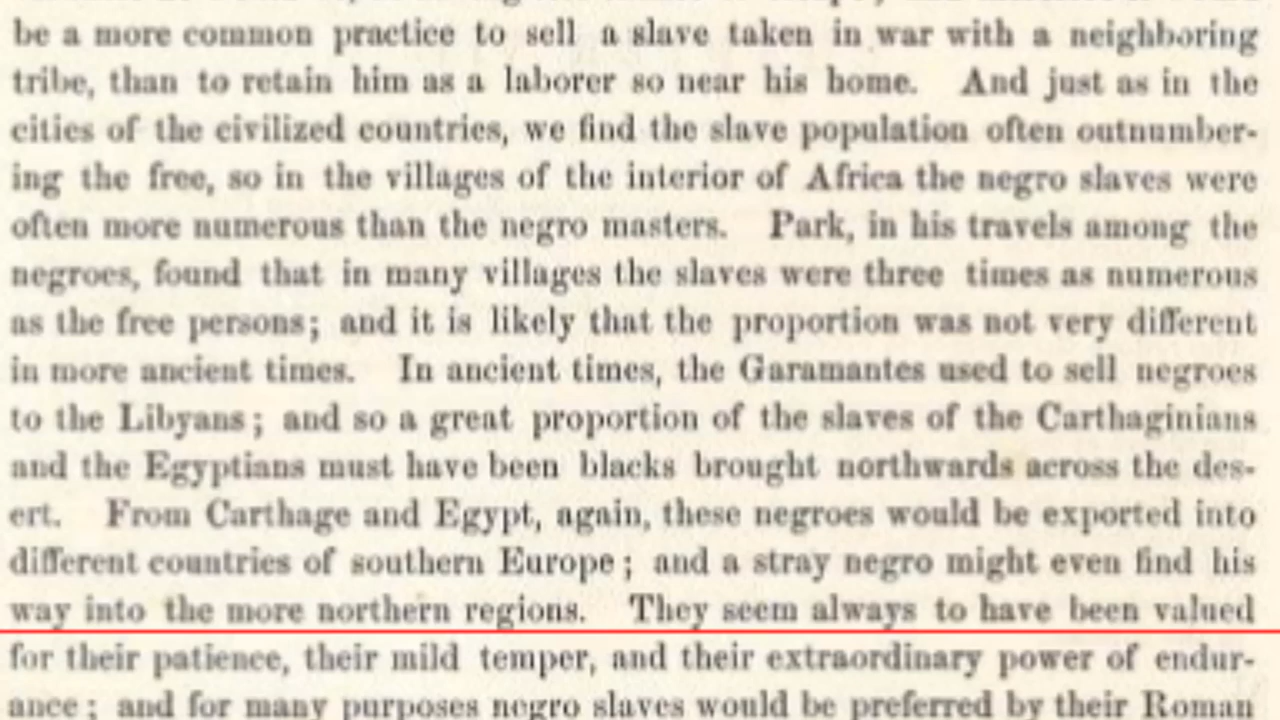 be a more common practice to sell a slave taken in war with a neighboring
tribe, than to retain him as a laborer so near his home. And just as in the
cities of the civilized countries, we find the slave population often outnumber-
ing the free, so in the villages of the interior of Africa the negro slaves were
often more numerous than the negro masters. Park, in his travels among the
negroes, found that in many villages the slaves were three times as numerous
as the free persons; and it is likely that the proportion was not very different
in more ancient times. In ancient times, the Garamantes used to sell negroes
to the Libyans; and so a great proportion of the slaves of the Carthaginians
and the Egyptians must have been blacks brought northwards across the des-
ert. From Carthage and Egypt, again, these negroes would be exported into
different countries of southern Europe; and a stray negro might even find his
way into the more northern regions. They seem always to have been valued
for their patience, their mild temper, and their extraordinary power of endur-
ance; and for many purposes negro slaves would be preferred by their Roman